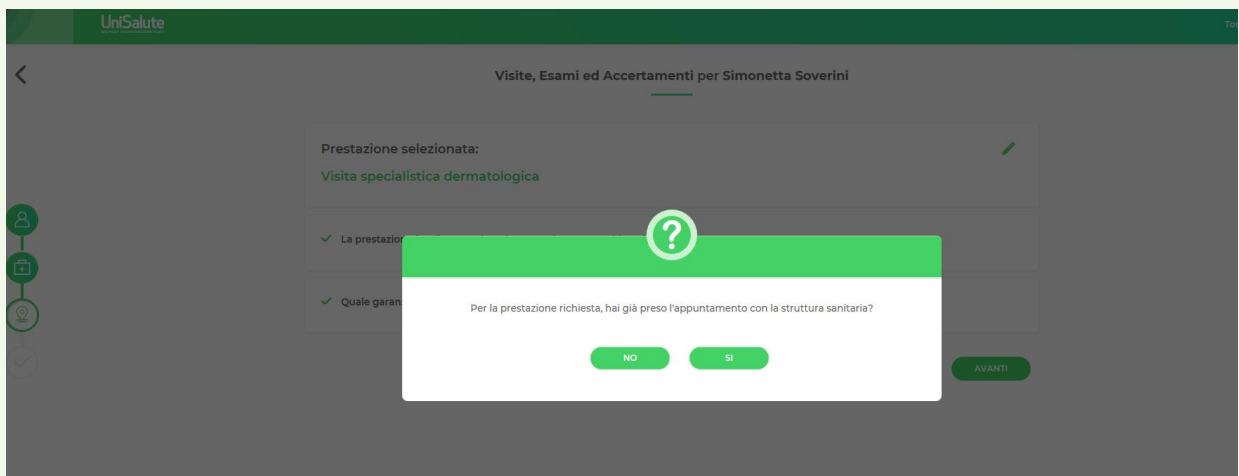 UniSalute
Tor
Visite, Esami ed Accertamenti per Simonetta Soverini
Prestazione selezionata:
Visita specialistica dermatologica
La prestazion
Quale garan
Per la prestazione richiesta, hai già preso l'appuntamento con la struttura sanitaria?
NO
SI
AVANTI